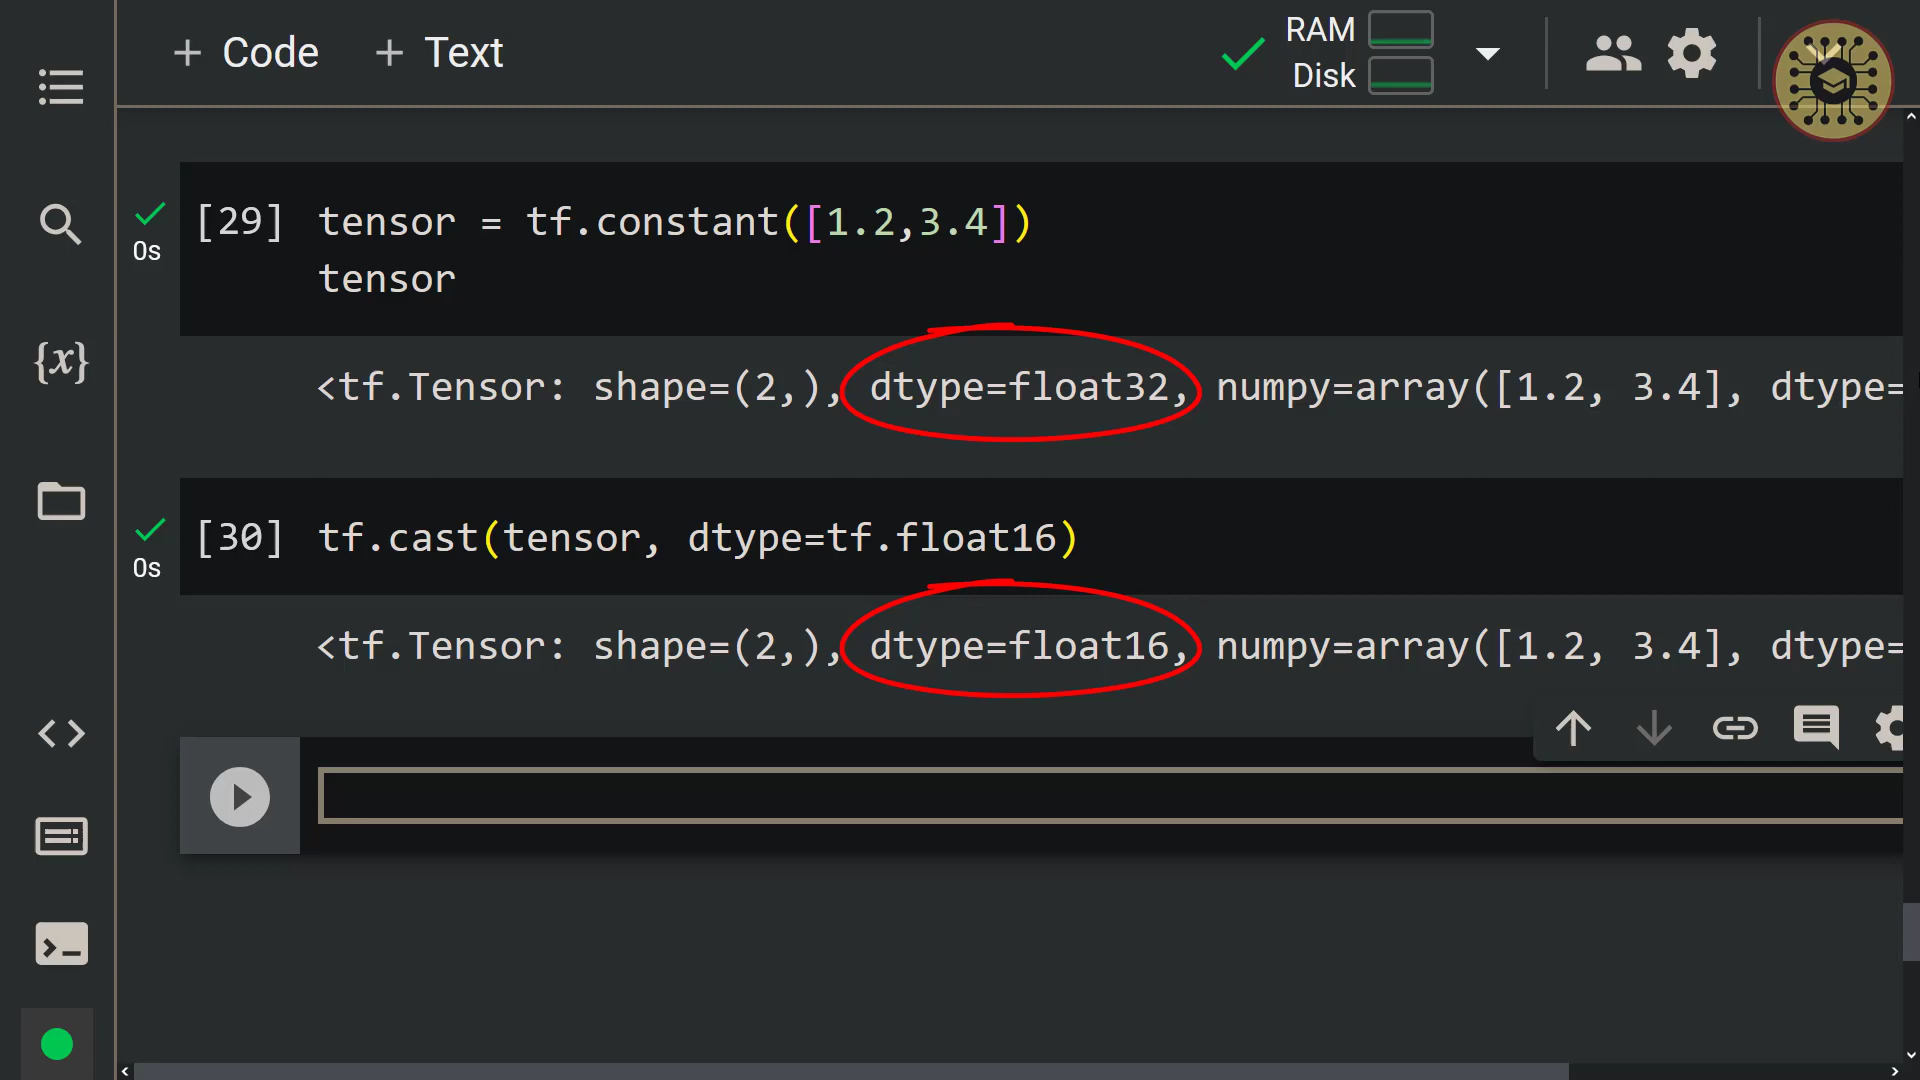 + Code + Text
RAM
Disk
[29] tensor = tf.constant([1.2,3.4])
0s
tensor
<tf.Tensor: shape=(2,), dtype=float32, numpy=array([1.2, 3.4], dtype=
{x}
[30] tf.cast(tensor, dtype=tf.float16)
0s
<tf.Tensor: shape=(2,), dtype=float16, numpy=array([1.2, 3.4], dtype=